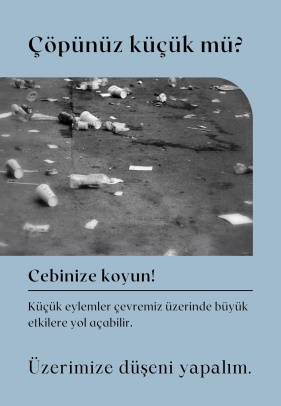 Çöpünüz küçük mü?
Cebinize koyun!
Küçük eylemler çevremiz üzerinde büyük
etkilere yol açabilir.
Üzerimize düşeni yapalım.